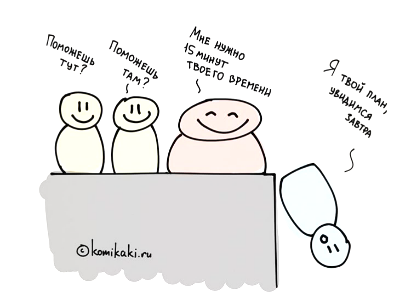 Поможешь
тут?
Поможешь
там?
Мне нужно
15 минут
твоего времени
Я твой план,
увидимся
завтра
©komikaki.ru